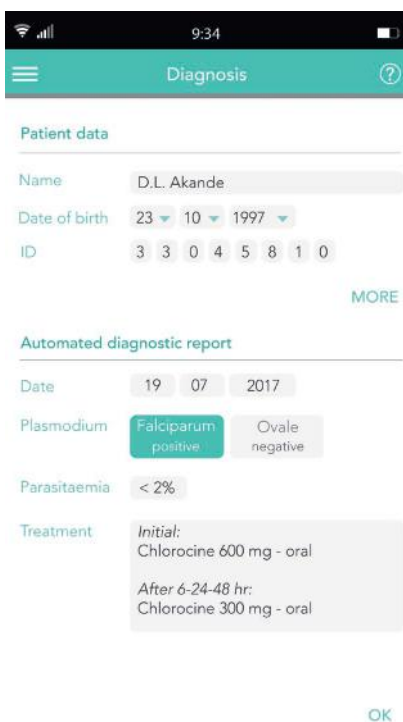 9:34
Diagnosis
?
Patient data
Name D.L. Akande
Date of birth 23 10 1997
ID 3 3 0 4 5 8 1 0
MORE
Automated diagnostic report
Date 19 07 2017
Plasmodium Falciparum positive Ovale negative
Parasitaemia < 2%
Treatment Initial:
Chlorocine 600 mg - oral
After 6-24-48 hr:
Chlorocine 300 mg - oral
OK